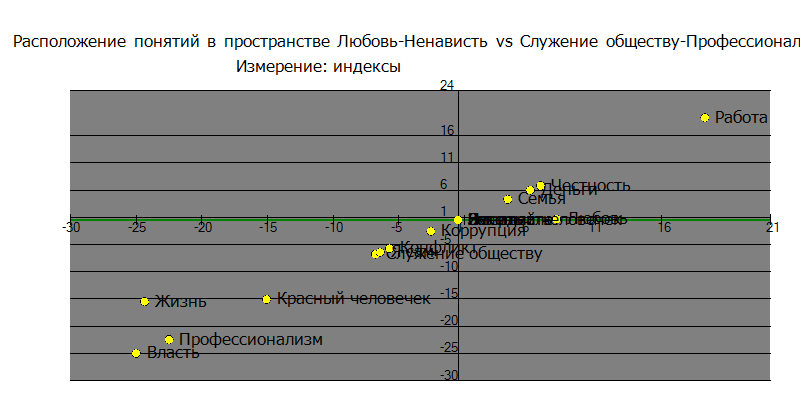 Расположение понятий в пространстве Любовь-Ненависть vs Служение обществу-Профессионал
Измерение: индексы
24
Работа
16
11
Честность
6
Деньги
Семья
1
Любовь
-30
-25
-20
-15
-10
-5
11
16
21
Коррупция
-5
Конфликт
Служение обществу
-10
-15
Жизнь
Красный человечек
-20
Профессионализм
-25
Власть
-30